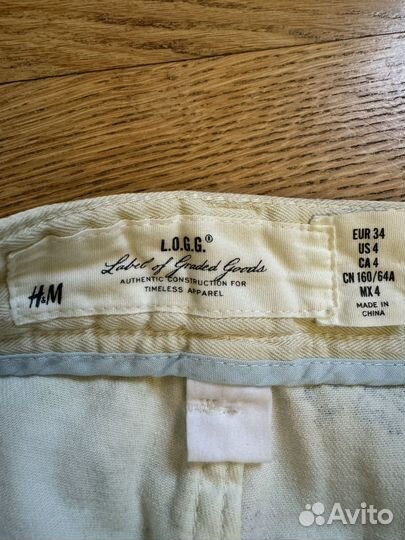 L.O.G.G.®
Label of Graded Goods
AUTHENTIC CONSTRUCTION FOR
TIMELESS APPAREL
H&M
EUR 34
US 4
CA 4
CN 160/64A
MX 4
MADE IN
CHINA
Avito